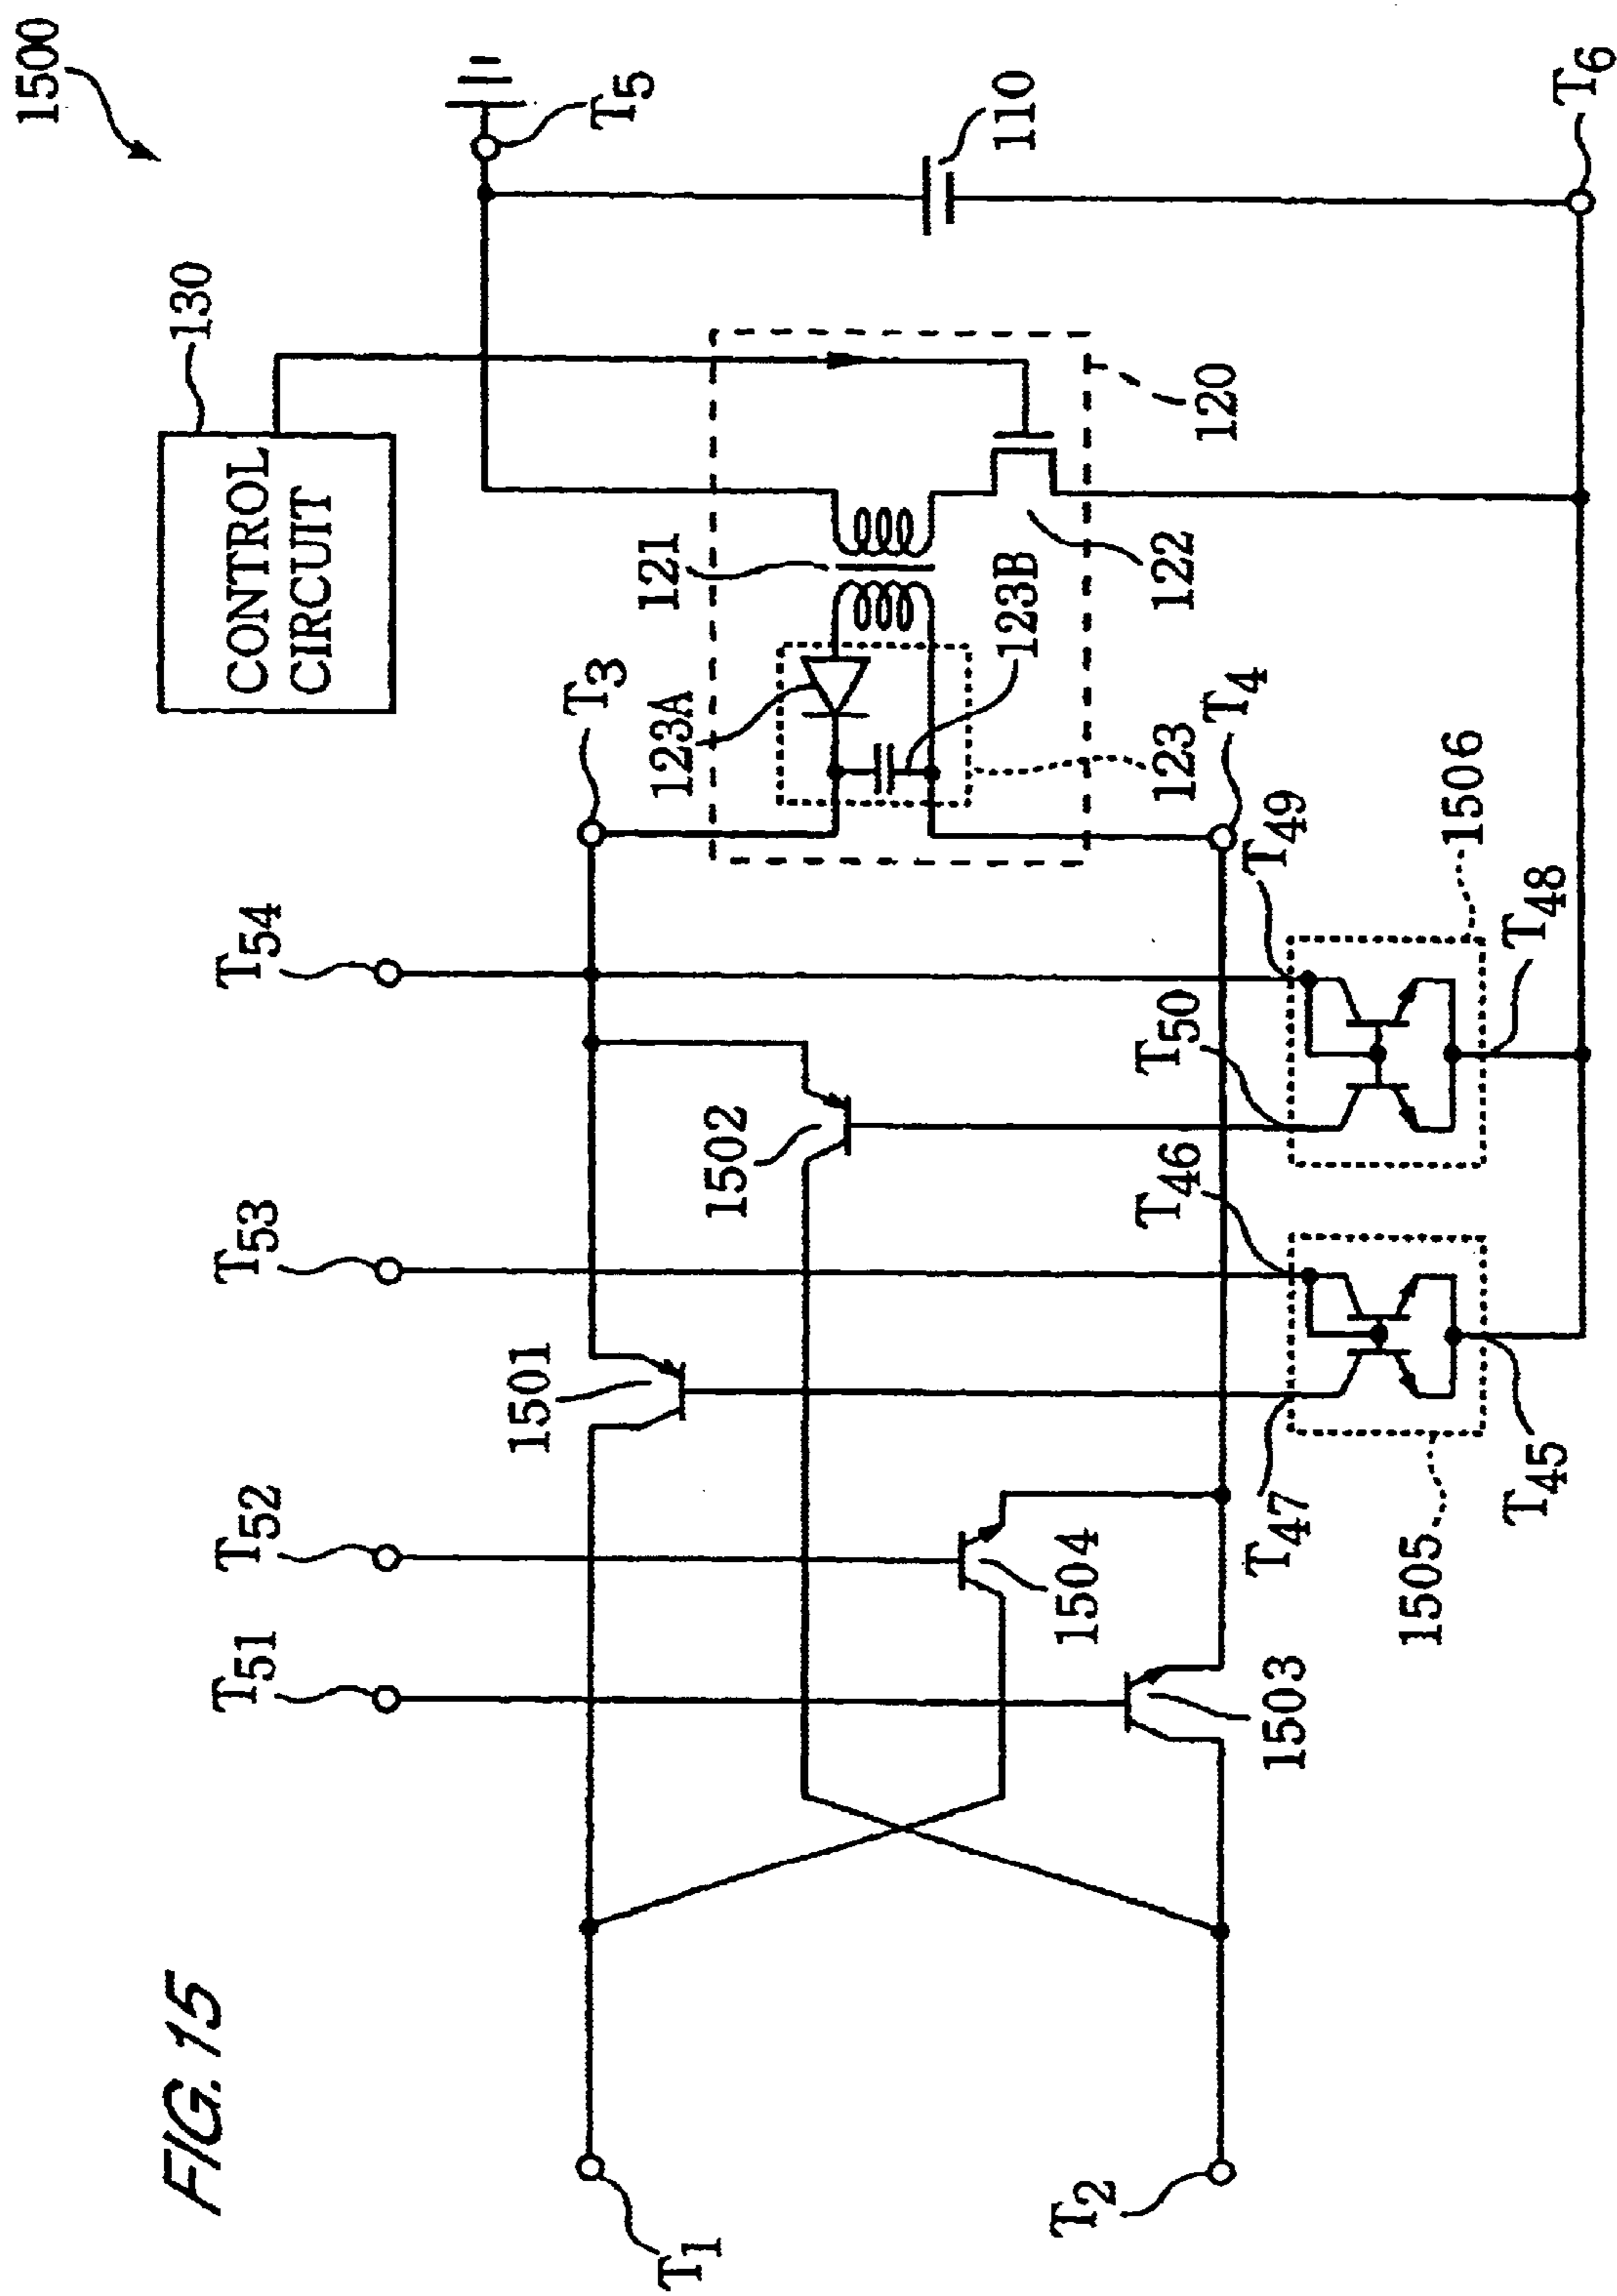 FIG. 15
1500
CONTROL
CIRCUIT
130
T5
110
T6
120
121
122
123A
123B
123
T3
T4
T54
T53
T52
T51
1501
1502
1503
1504
T49
T50
T48
1506
T46
T47
T45
1505
T1
T2